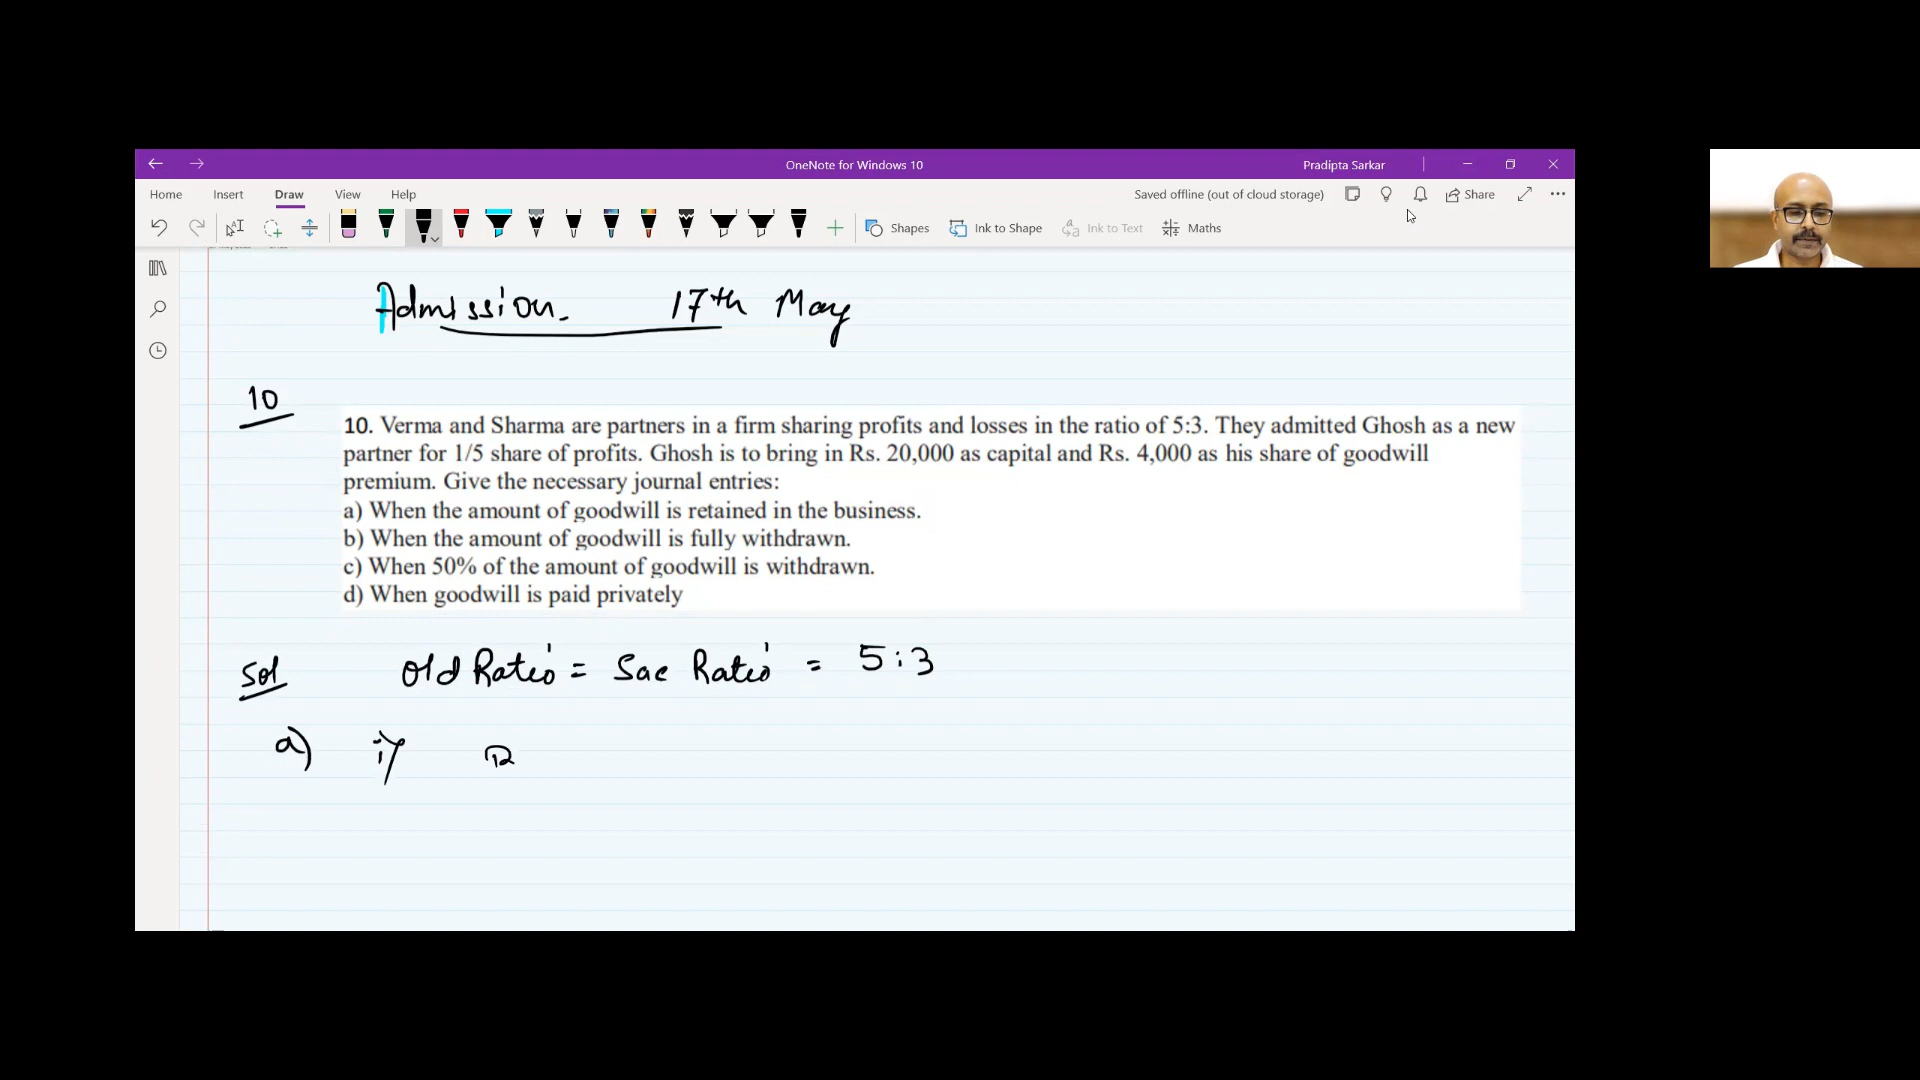 OneNote for Windows 10
Pradipta Sarkar
Home Insert Draw View Help
Saved offline (out of cloud storage)
Share
Shapes
Ink to Shape
Ink to Text
Maths
Admission. 17th May
10
10. Verma and Sharma are partners in a firm sharing profits and losses in the ratio of 5:3. They admitted Ghosh as a new
partner for 1/5 share of profits. Ghosh is to bring in Rs. 20,000 as capital and Rs. 4,000 as his share of goodwill
premium. Give the necessary journal entries:
a) When the amount of goodwill is retained in the business.
b) When the amount of goodwill is fully withdrawn.
c) When 50% of the amount of goodwill is withdrawn.
d) When goodwill is paid privately
Sol Old Ratio = Sac Ratio = 5:3
a) i)